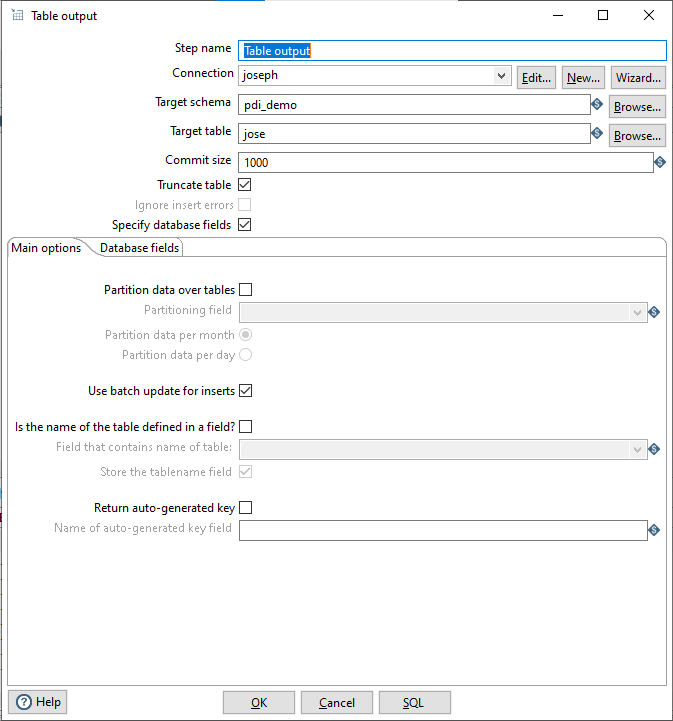 Table output
Step name Table output
Connection joseph Edit... New... Wizard...
Target schema pdi_demo Browse...
Target table jose Browse...
Commit size 1000
Truncate table
Ignore insert errors
Specify database fields
Main options Database fields
Partition data over tables
Partitioning field
Partition data per month
Partition data per day
Use batch update for inserts
Is the name of the table defined in a field?
Field that contains name of table:
Store the tablename field
Return auto-generated key
Name of auto-generated key field
Help OK Cancel SQL